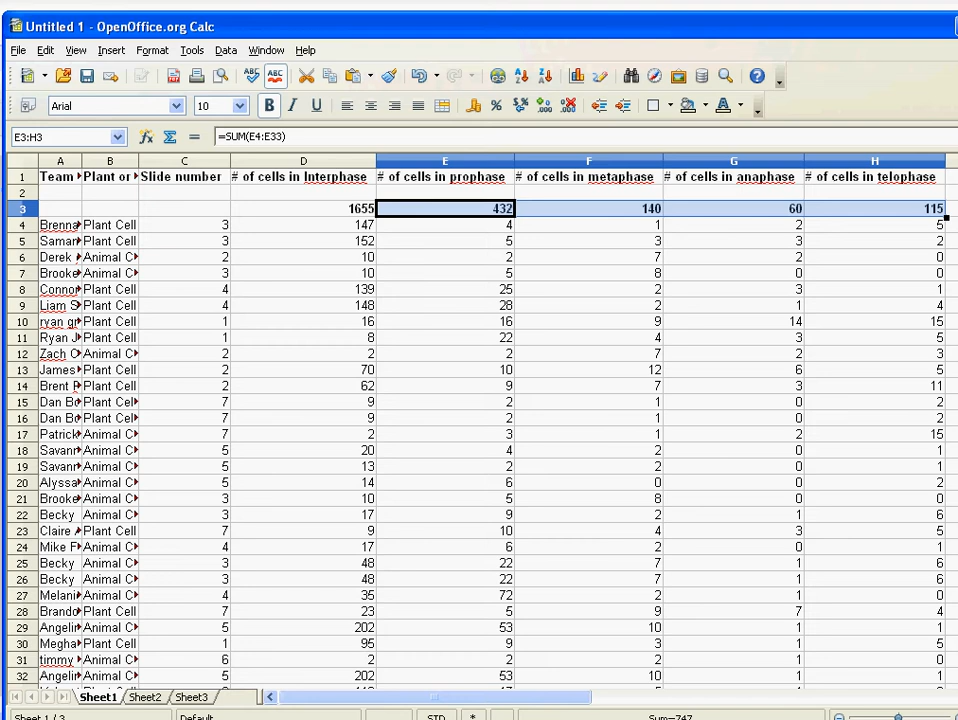 Untitled 1 - OpenOffice.org Calc
File Edit View Insert Format Tools Data Window Help
Arial 10 B I U
E3:H3 =SUM(E4:E33)
A B C D E F G H
1 Team Plant or Slide number # of cells in Interphase # of cells in prophase # of cells in metaphase # of cells in anaphase # of cells in telophase
2
3 1655 432 140 60 115
4 Brenna Plant Cell 3 147 4 1 2 5
5 Samar Plant Cell 3 152 5 3 3 2
6 Derek Animal C 2 10 2 7 2 0
7 Brooke Animal C 3 10 5 8 0 0
8 Connor Plant Cell 4 139 25 2 3 1
9 Liam S Plant Cell 4 148 28 2 1 4
10 ryan gr Plant Cell 1 16 16 9 14 15
11 Ryan J Plant Cell 1 8 22 4 3 5
12 Zach C Animal C 2 2 2 7 2 3
13 James Plant Cell 2 70 10 12 6 5
14 Brent P Plant Cell 2 62 9 7 3 11
15 Dan Bo Plant Cel 7 9 2 1 0 2
16 Dan Bo Plant Cel 7 9 2 1 0 2
17 Patrick Animal C 7 2 3 1 2 15
18 Savann Animal C 5 20 4 2 0 1
19 Savann Animal C 5 13 2 2 0 1
20 Alyssa Animal C 5 14 6 0 0 2
21 Brooke Animal C 3 10 5 8 0 0
22 Becky Animal C 3 17 9 2 1 6
23 Claire Plant Cell 7 9 10 4 3 5
24 Mike F Animal C 4 17 6 2 0 1
25 Becky Animal C 3 48 22 7 1 6
26 Becky Animal C 3 48 22 7 1 6
27 Melani Animal C 4 35 72 2 1 0
28 Brando Plant Cell 7 23 5 9 7 4
29 Angelin Animal C 5 202 53 10 1 1
30 Megha Plant Cell 1 95 9 3 1 5
31 timmy Animal C 6 2 2 2 1 0
32 Angelin Animal C 5 202 53 10 1 1
Sheet1 Sheet2 Sheet3
Sheet 1 / 3 Default STD * Sum=747